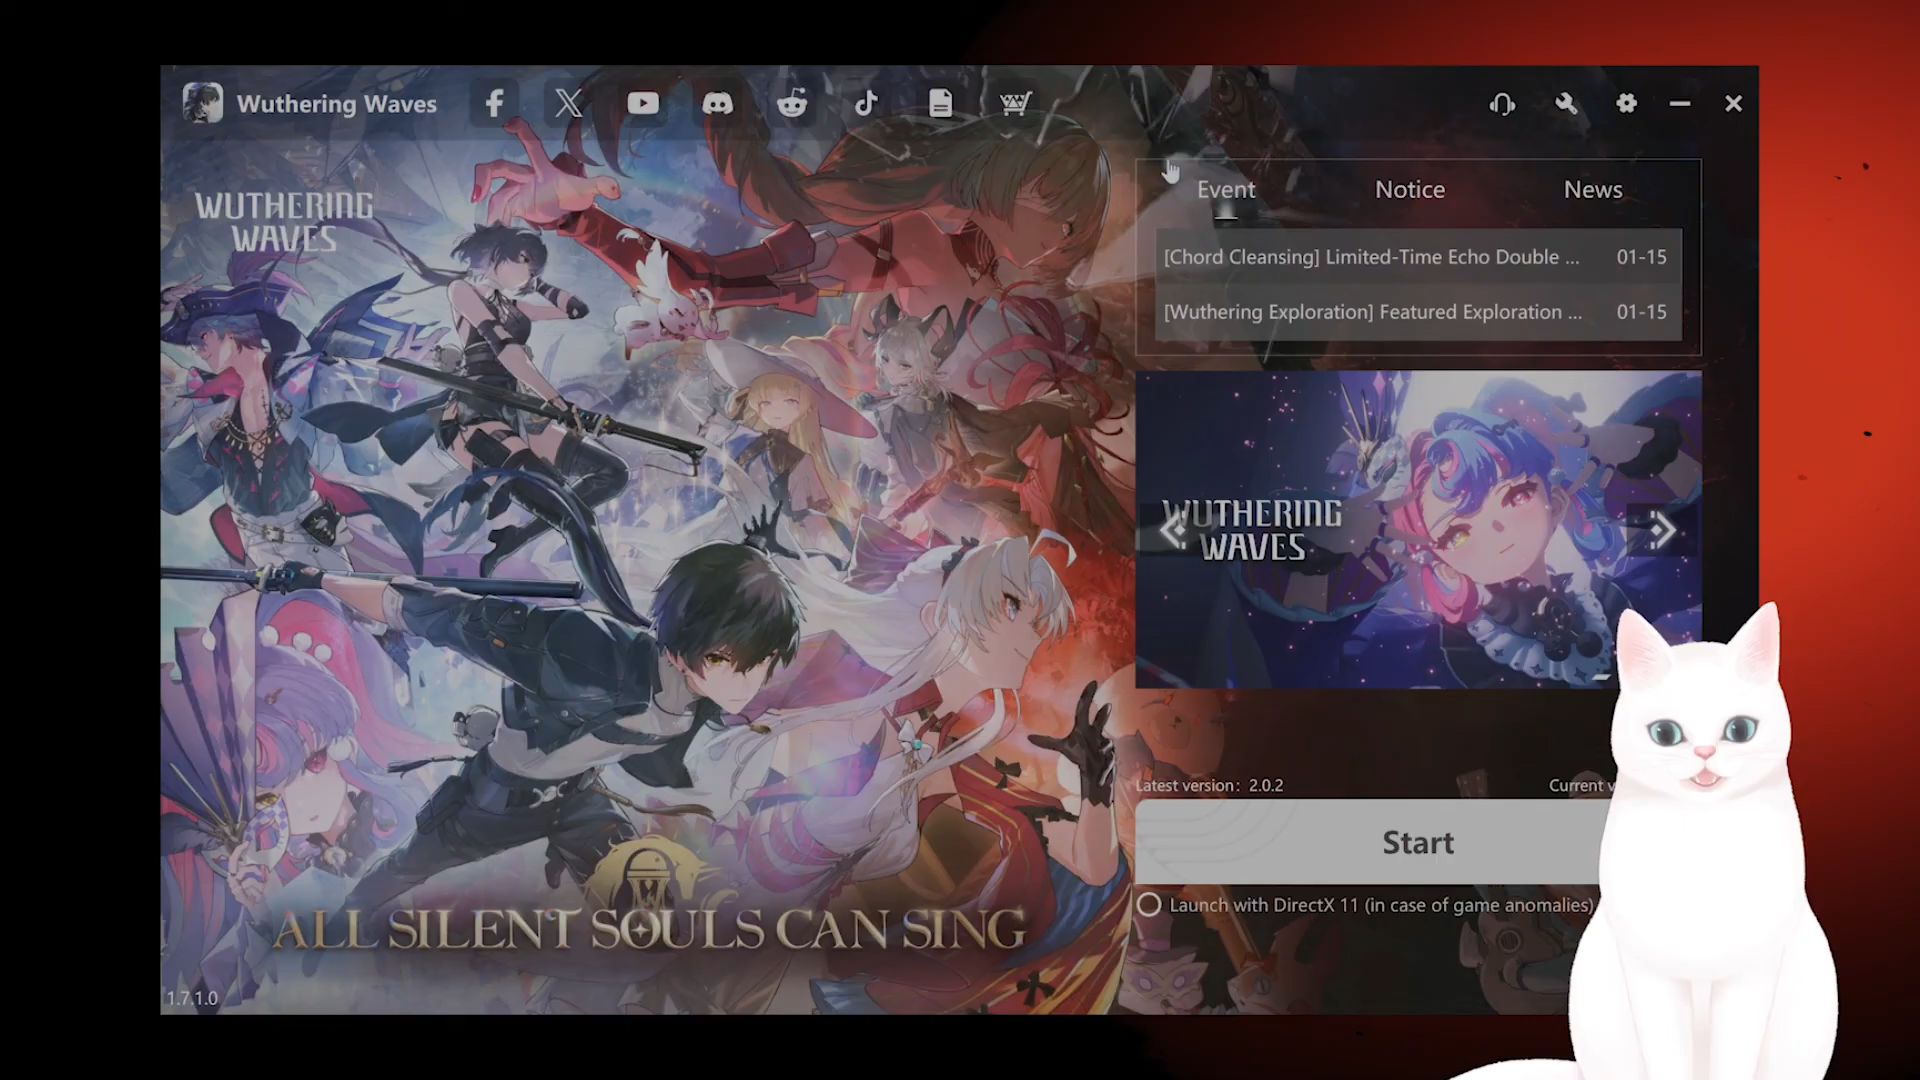 Wuthering Waves
WUTHERING
WAVES
Event
Notice
News
[Chord Cleansing] Limited-Time Echo Double ...
01-15
[Wuthering Exploration] Featured Exploration ...
01-15
WUTHERING
WAVES
Latest version: 2.0.2
Current
Start
Launch with DirectX 11 (in case of game anomalies)
ALL SILENT SOULS CAN SING
1.7.1.0